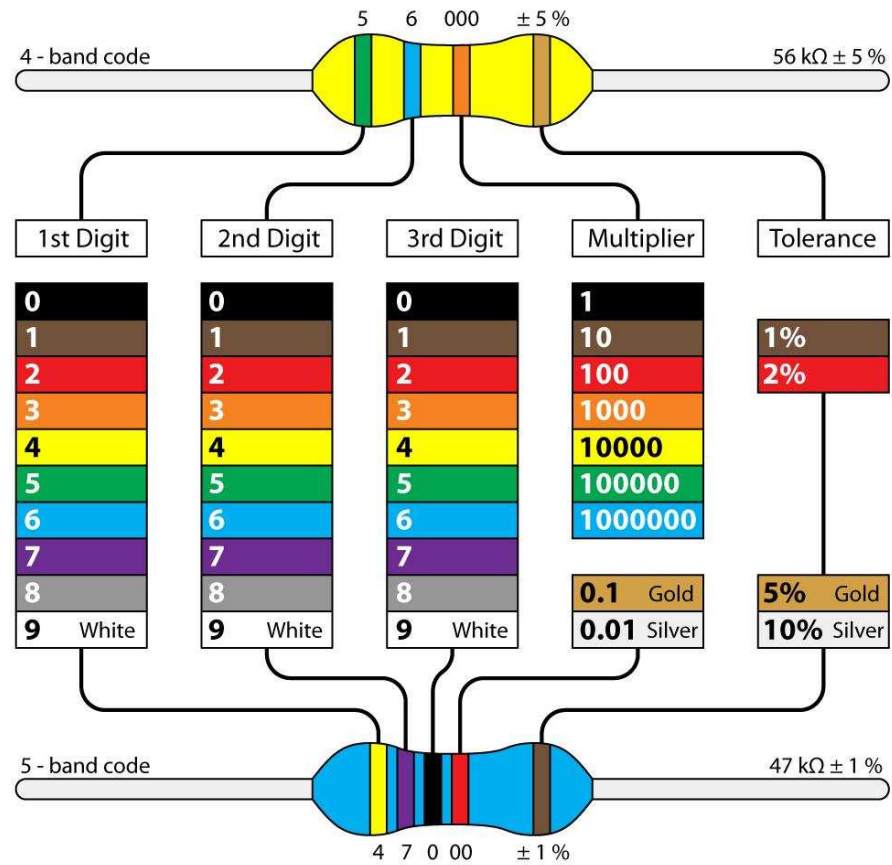 5 6 000 ± 5 %
4 - band code 56 kΩ ± 5 %
1st Digit 2nd Digit 3rd Digit Multiplier Tolerance
0 0 0 1
1 1 1 10 1%
2 2 2 100 2%
3 3 3 1000
4 4 4 10000
5 5 5 100000
6 6 6 1000000
7 7 7
8 8 8 0.1 Gold 5% Gold
9 White 9 White 9 White 0.01 Silver 10% Silver
5 - band code 47 kΩ ± 1 %
4 7 0 00 ± 1 %